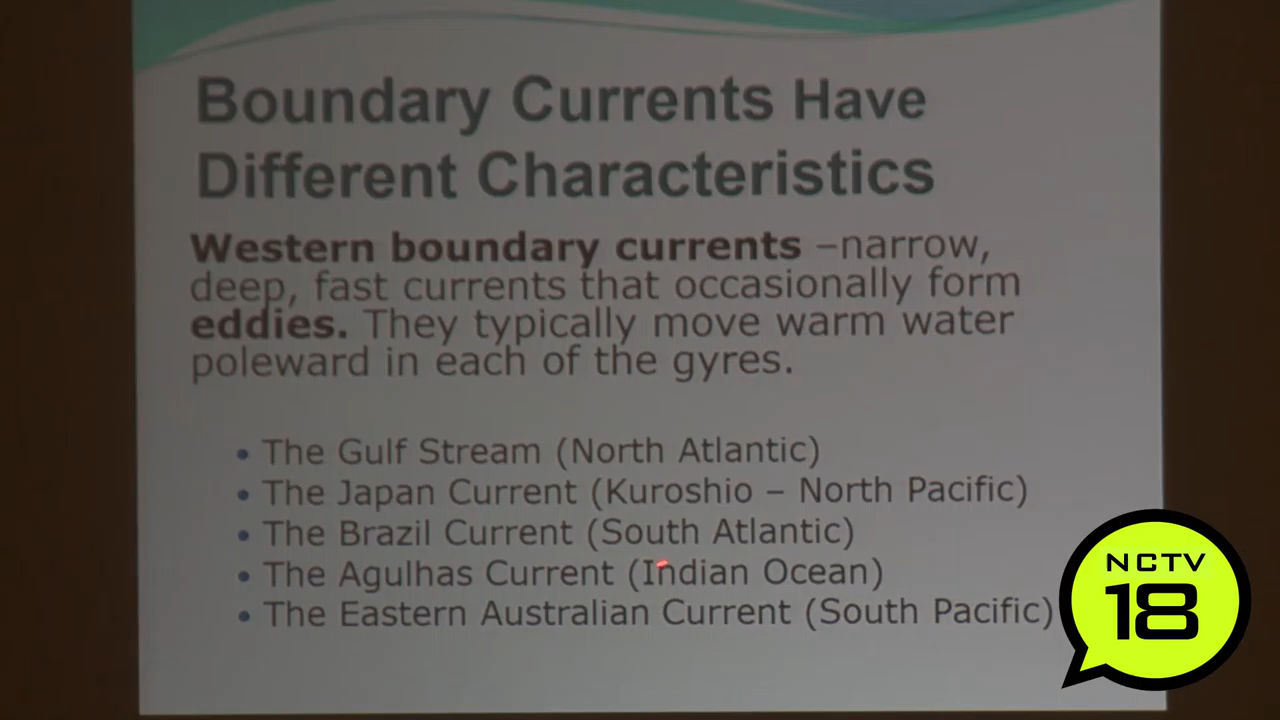 Boundary Currents Have
Different Characteristics
Western boundary currents –narrow,
deep, fast currents that occasionally form
eddies. They typically move warm water
poleward in each of the gyres.
• The Gulf Stream (North Atlantic)
• The Japan Current (Kuroshio – North Pacific)
• The Brazil Current (South Atlantic)
• The Agulhas Current (Indian Ocean)
• The Eastern Australian Current (South Pacific)
NCTV
18